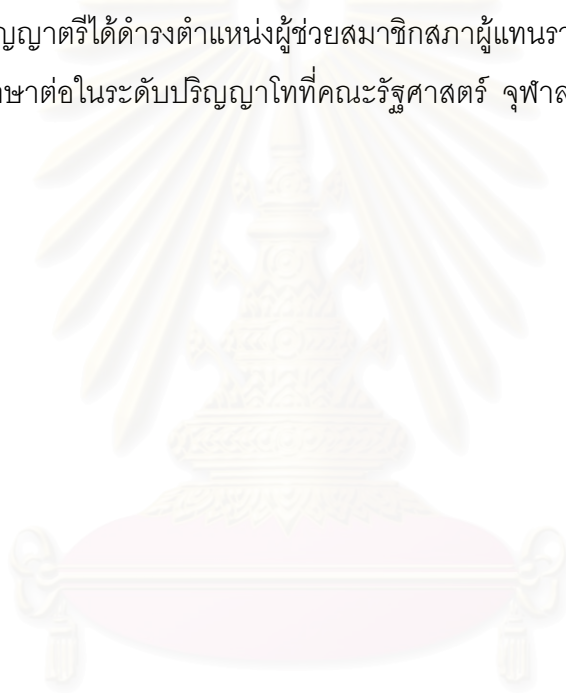 ญญาตรีได้ดำรงตำแหน่งผู้ช่วยสมาชิกสภาผู้แทนรา
าษาต่อในระดับปริญญาโทที่คณะรัฐศาสตร์ จุฬาล